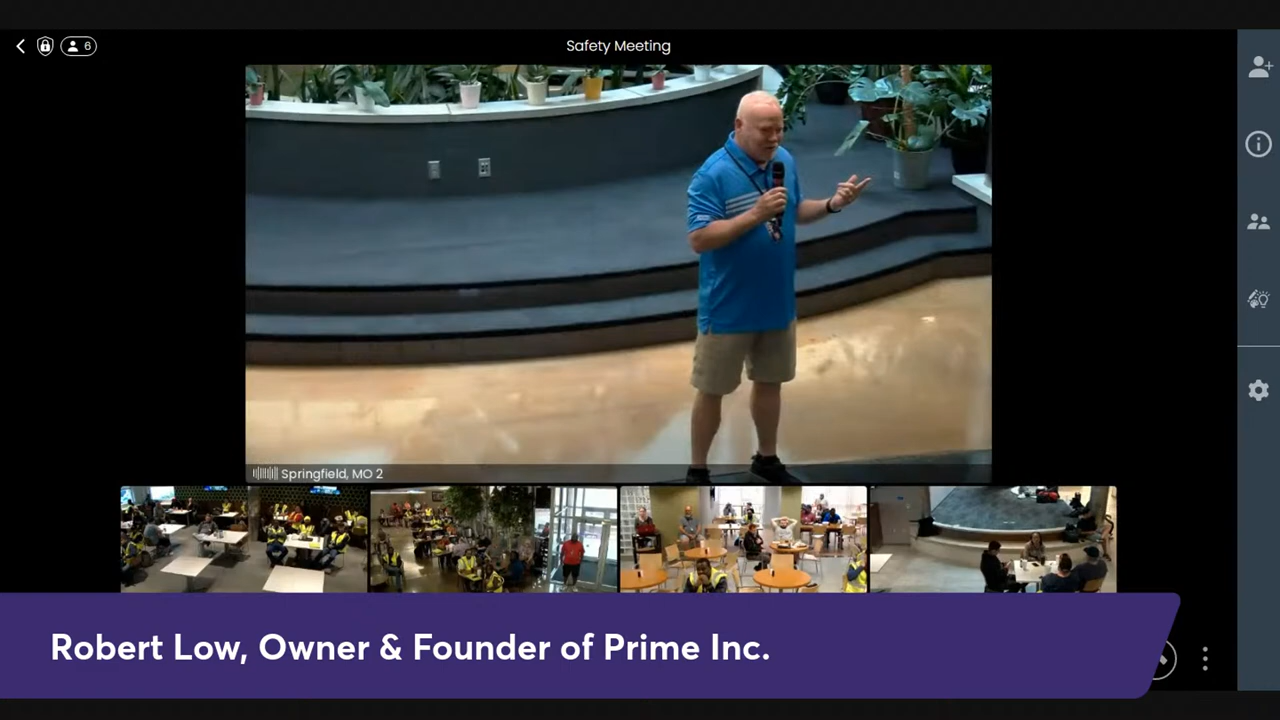 6
Safety Meeting
Springfield, MO 2
Robert Low, Owner & Founder of Prime Inc.